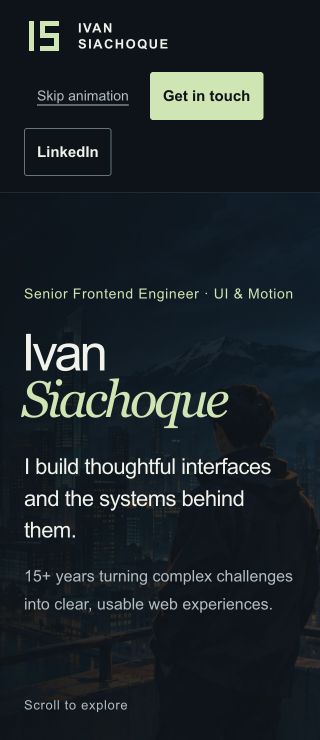 IS
IVAN
SIACHOQUE
Skip animation
Get in touch
LinkedIn
Senior Frontend Engineer · UI & Motion
Ivan
Siachoque
I build thoughtful interfaces
and the systems behind
them.
15+ years turning complex challenges
into clear, usable web experiences.
Scroll to explore